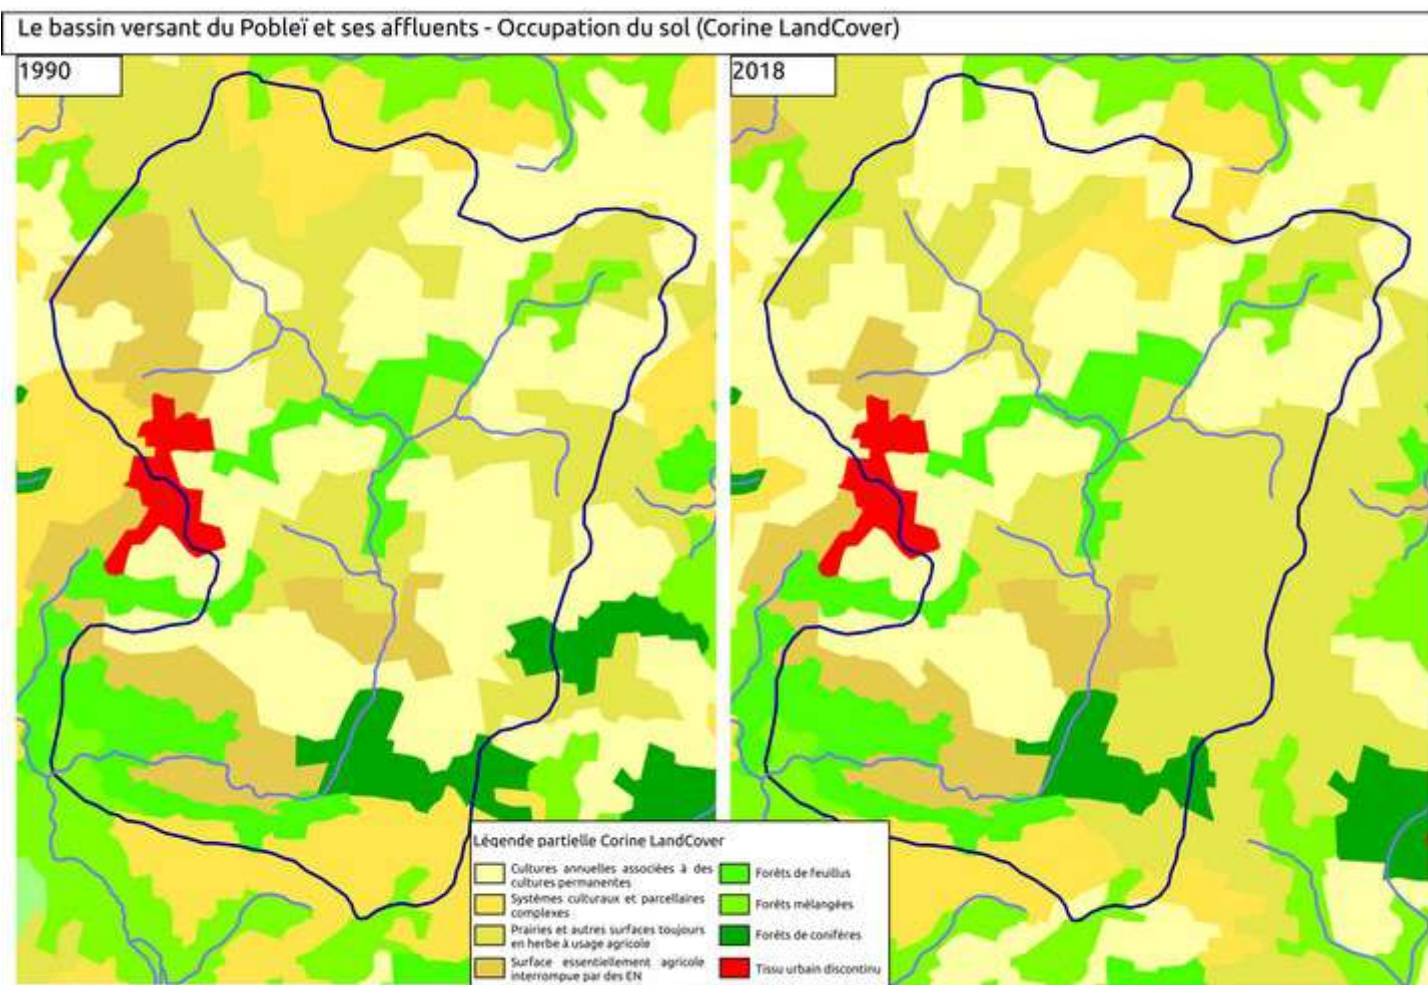 Le bassin versant du Pobleï et ses affluents - Occupation du sol (Corine LandCover)
1990
2018
Légende partielle Corine LandCover
Cultures annuelles associées à des
cultures permanentes
Systèmes culturaux et parcellaires
complexes
Prairies et autres surfaces toujours
en herbe à usage agricole
Surface essentiellement agricole
interrompue par des EN
Forêts de feuillus
Forêts mélangées
Forêts de conifères
Tissu urbain discontinu